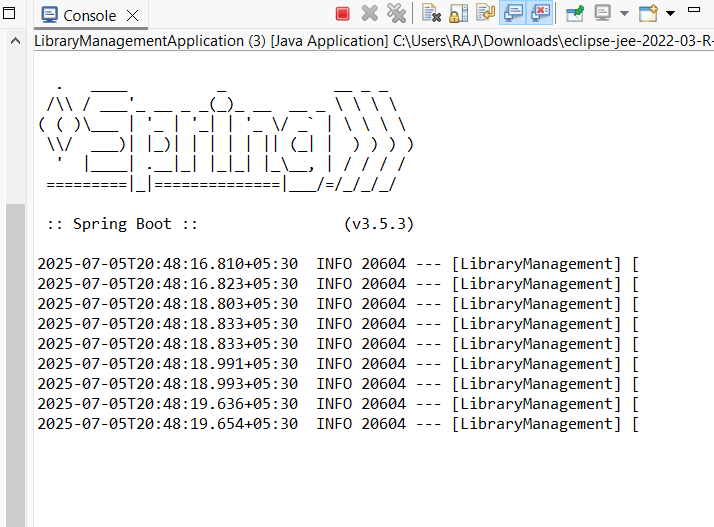 Console
LibraryManagementApplication (3) [Java Application] C:\Users\RAJ\Downloads\eclipse-jee-2022-03-R-
  .   ____          _            __ _ _
 /\\ / ___'_ __ _ _(_)_ __  __ _ \ \ \ \
( ( )\___ | '_ | '_| | '_ \/ _` | \ \ \ \
 \\/  ___)| |_)| | | | | || (_| |  ) ) ) )
  '  |____| .__|_| |_|_| |_\__, | / / / /
 =========|_|==============|___/=/_/_/_/
 :: Spring Boot ::                (v3.5.3)
2025-07-05T20:48:16.810+05:30  INFO 20604 --- [LibraryManagement] [
2025-07-05T20:48:16.823+05:30  INFO 20604 --- [LibraryManagement] [
2025-07-05T20:48:18.803+05:30  INFO 20604 --- [LibraryManagement] [
2025-07-05T20:48:18.833+05:30  INFO 20604 --- [LibraryManagement] [
2025-07-05T20:48:18.833+05:30  INFO 20604 --- [LibraryManagement] [
2025-07-05T20:48:18.991+05:30  INFO 20604 --- [LibraryManagement] [
2025-07-05T20:48:18.993+05:30  INFO 20604 --- [LibraryManagement] [
2025-07-05T20:48:19.636+05:30  INFO 20604 --- [LibraryManagement] [
2025-07-05T20:48:19.654+05:30  INFO 20604 --- [LibraryManagement] [